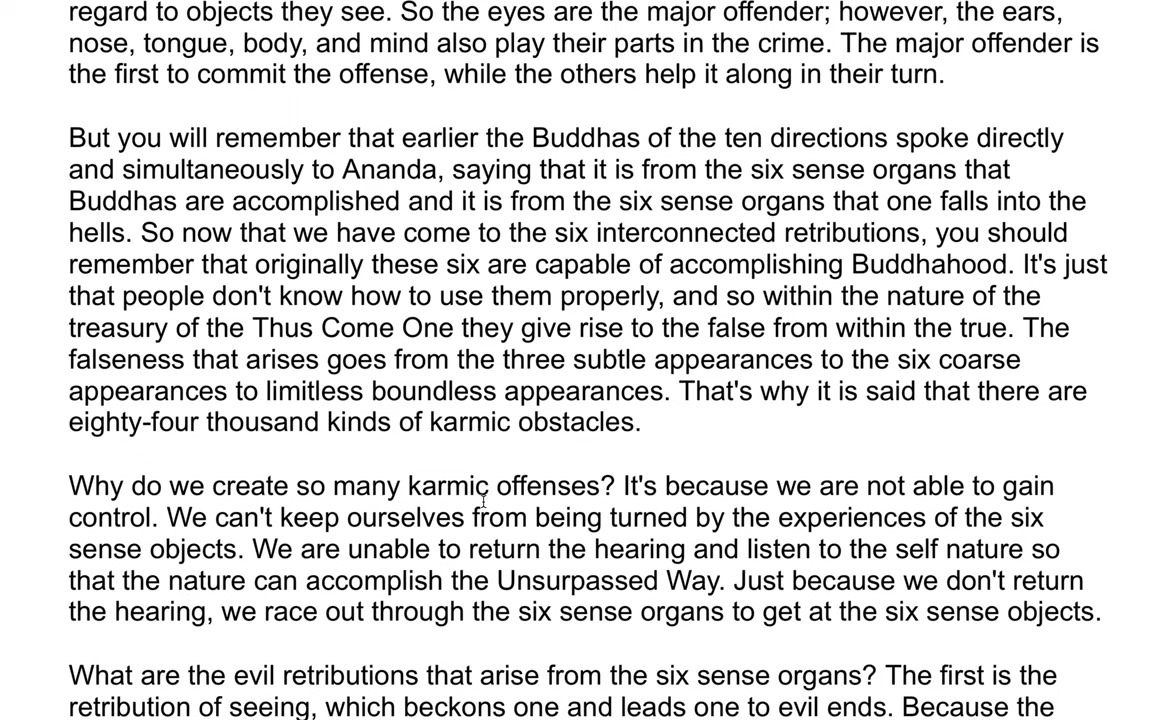 regard to objects they see. So the eyes are the major offender; however, the ears,
nose, tongue, body, and mind also play their parts in the crime. The major offender is
the first to commit the offense, while the others help it along in their turn.
But you will remember that earlier the Buddhas of the ten directions spoke directly
and simultaneously to Ananda, saying that it is from the six sense organs that
Buddhas are accomplished and it is from the six sense organs that one falls into the
hells. So now that we have come to the six interconnected retributions, you should
remember that originally these six are capable of accomplishing Buddhahood. It's just
that people don't know how to use them properly, and so within the nature of the
treasury of the Thus Come One they give rise to the false from within the true. The
falseness that arises goes from the three subtle appearances to the six coarse
appearances to limitless boundless appearances. That's why it is said that there are
eighty-four thousand kinds of karmic obstacles.
Why do we create so many karmic offenses? It's because we are not able to gain
control. We can't keep ourselves from being turned by the experiences of the six
sense objects. We are unable to return the hearing and listen to the self nature so
that the nature can accomplish the Unsurpassed Way. Just because we don't return
the hearing, we race out through the six sense organs to get at the six sense objects.
What are the evil retributions that arise from the six sense organs? The first is the
retribution of seeing, which beckons one and leads one to evil ends. Because the